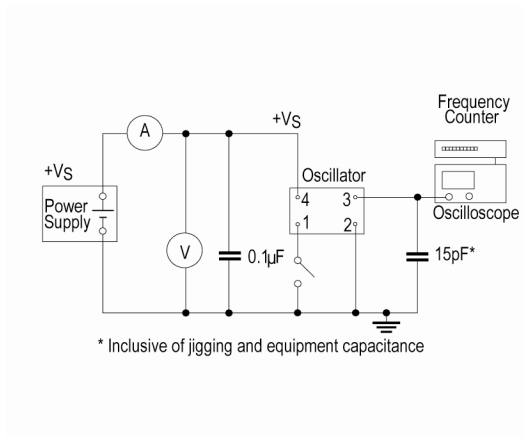 Frequency
Counter
A
+VS
+VS
Oscillator
Power
Supply
4
3
1
2
Oscilloscope
V
0.1µF
15pF*
* Inclusive of jigging and equipment capacitance